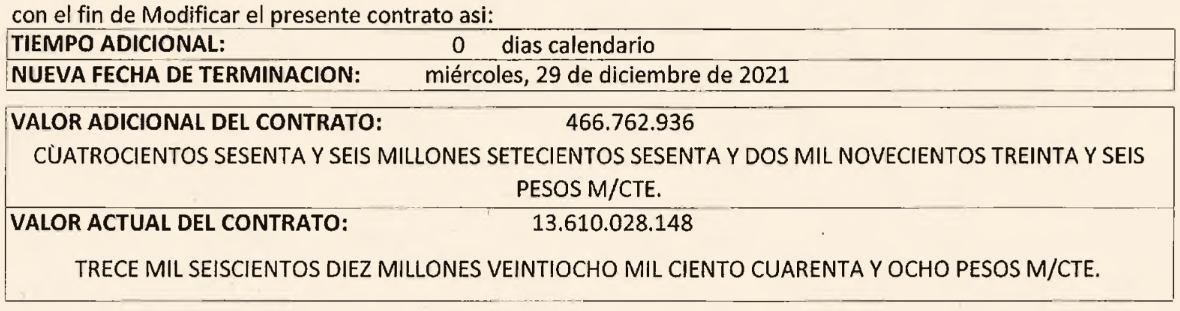 con el fin de Modificar el presente contrato asi:
TIEMPO ADICIONAL: 0 dias calendario
NUEVA FECHA DE TERMINACION: miércoles, 29 de diciembre de 2021
VALOR ADICIONAL DEL CONTRATO: 466.762.936
CÙATROCIENTOS SESENTA Y SEIS MILLONES SETECIENTOS SESENTA Y DOS MIL NOVECIENTOS TREINTA Y SEIS
PESOS M/CTE.
VALOR ACTUAL DEL CONTRATO: 13.610.028.148
TRECE MIL SEISCIENTOS DIEZ MILLONES VEINTIOCHO MIL CIENTO CUARENTA Y OCHO PESOS M/CTE.